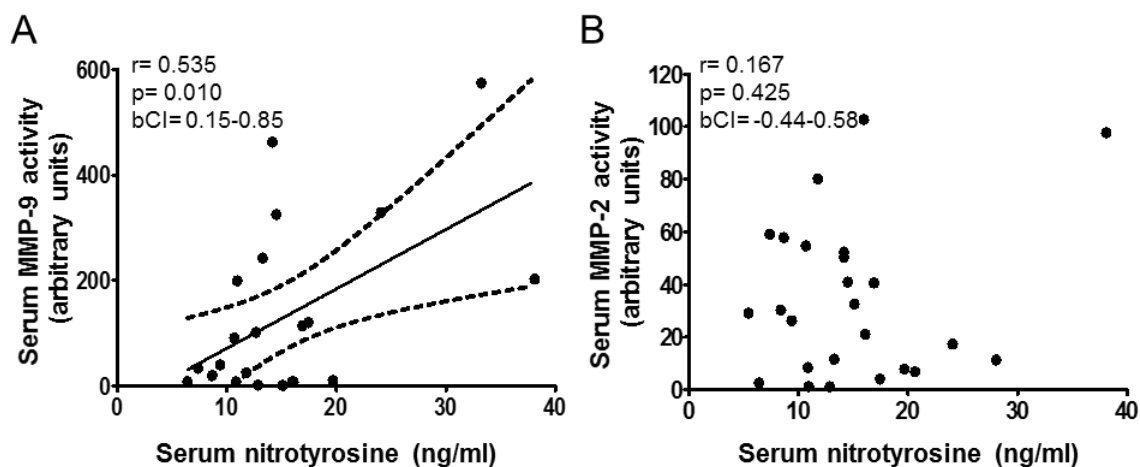 A
r= 0.535
p= 0.010
bCI= 0.15-0.85
600
400
200
0
0 10 20 30 40
Serum MMP-9 activity
(arbitrary units)
Serum nitrotyrosine (ng/ml)
B
r= 0.167
p= 0.425
bCI= -0.44-0.58
120
100
80
60
40
20
0
0 10 20 30 40
Serum MMP-2 activity
(arbitrary units)
Serum nitrotyrosine (ng/ml)